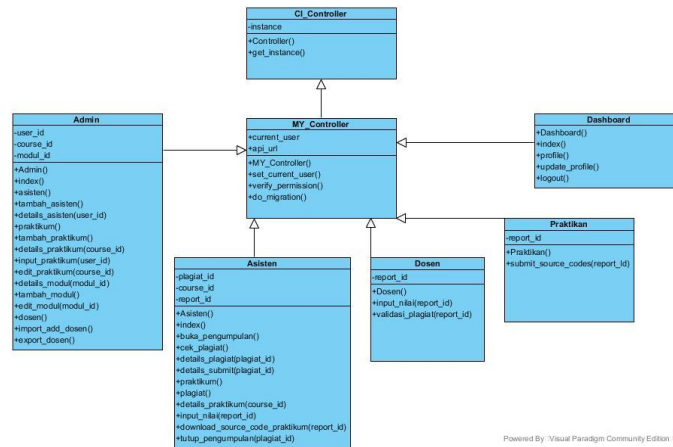 CI_Controller
-instance
+Controller()
+get_instance()
Admin
-user_id
-course_id
-modul_id
+Admin()
+index()
+asisten()
+tambah_asisten()
+details_asisten(user_id)
+praktikum()
+tambah_praktikum()
+details_praktikum(course_id)
+input_praktikum(user_id)
+edit_praktikum(course_id)
+details_modul(modul_id)
+tambah_modul()
+edit_modul(modul_id)
+dosen()
+import_add_dosen()
+export_dosen()
MY_Controller
+current_user
+api_url
+MY_Controller()
+set_current_user()
+verify_permission()
+do_migration()
Dashboard
+Dashboard()
+index()
+profile()
+update_profile()
+logout()
Praktikan
-report_id
+Praktikan()
+submit_source_codes(report_id)
Asisten
-plagiat_id
-course_id
-report_id
+Asisten()
+index()
+buka_pengumpulan()
+cek_plagiat()
+details_plagiat(plagiat_id)
+details_submit(plagiat_id)
+praktikum()
+plagiat()
+details_praktikum(course_id)
+input_nilai(report_id)
+download_source_code_praktikum(report_id)
+tutup_pengumpulan(plagiat_id)
Dosen
-report_id
+Dosen()
+input_nilai(report_id)
+validasi_plagiat(report_id)
Powered By Visual Paradigm Community Edition